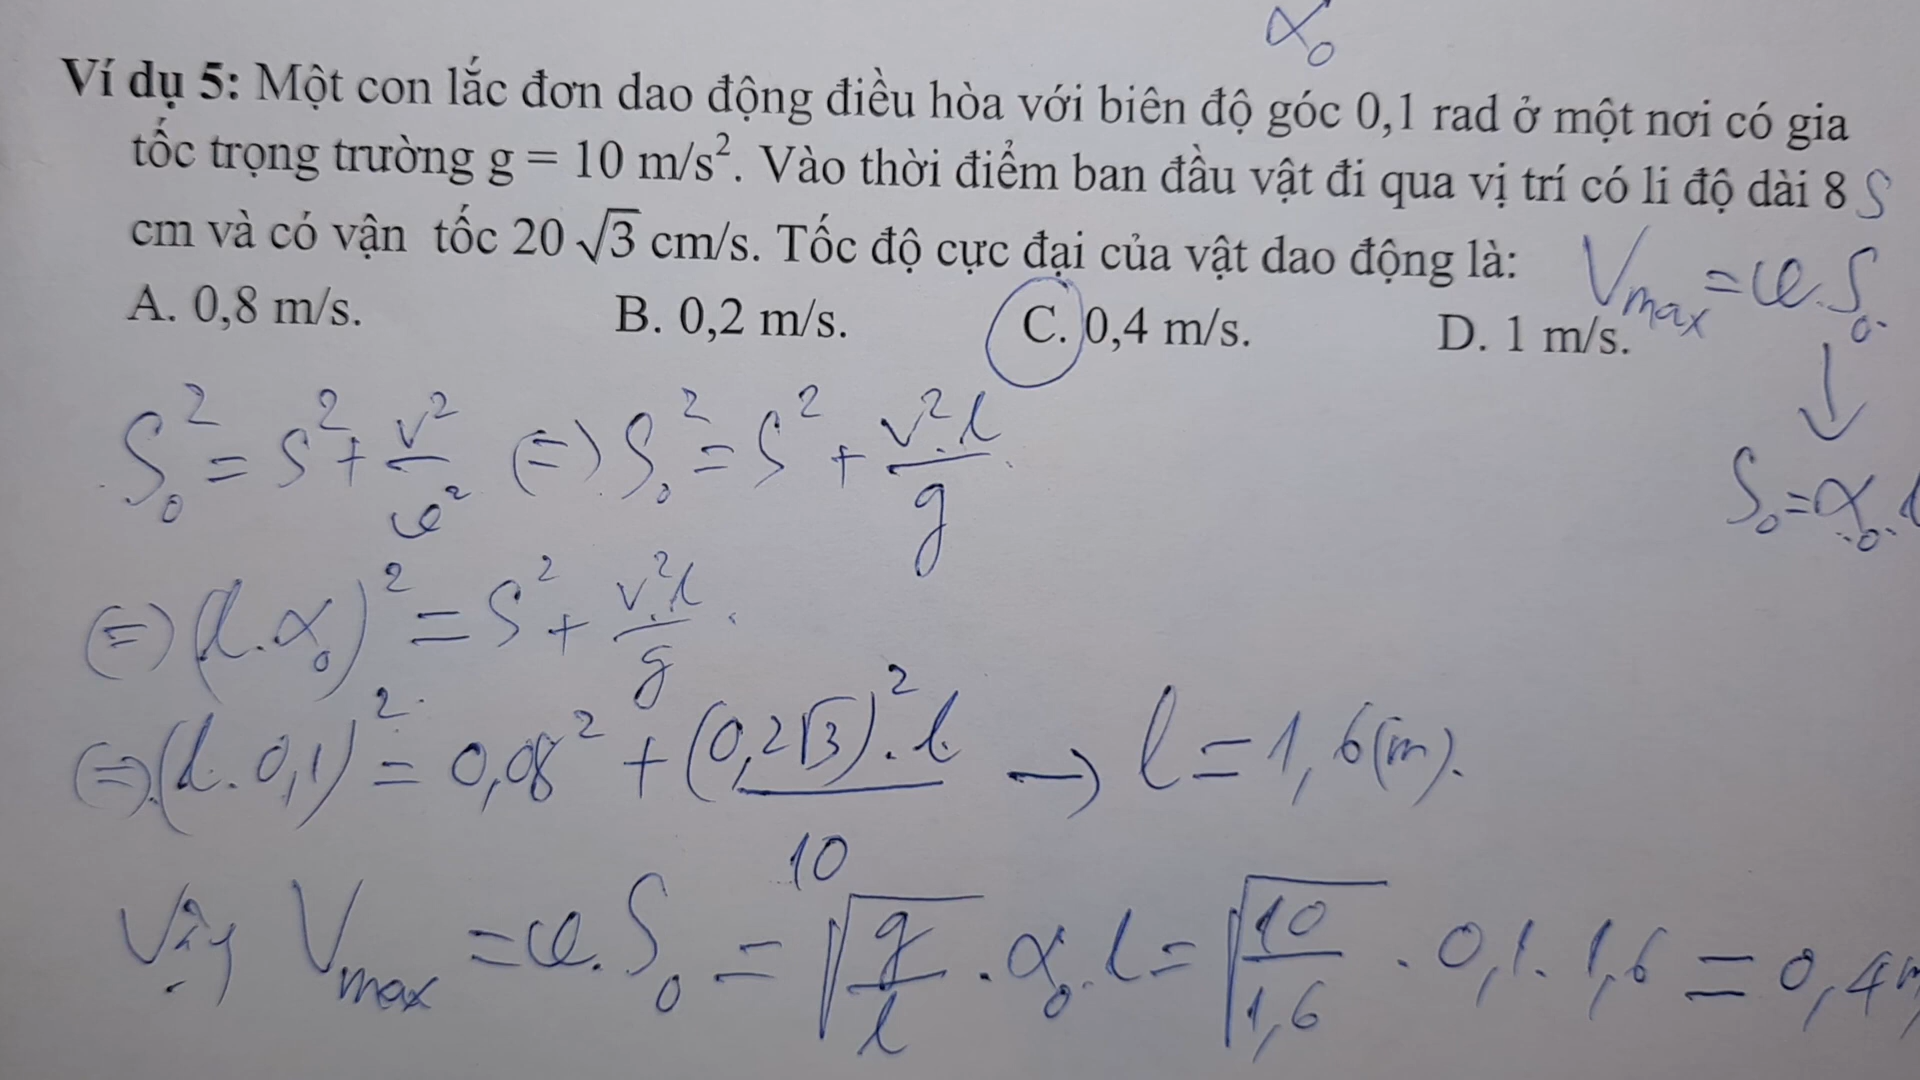 α₀
Ví dụ 5: Một con lắc đơn dao động điều hòa với biên độ góc 0,1 rad ở một nơi có gia
tốc trọng trường g = 10 m/s². Vào thời điểm ban đầu vật đi qua vị trí có li độ dài 8 S
cm và có vận tốc 20 √3 cm/s. Tốc độ cực đại của vật dao động là:
A. 0,8 m/s. B. 0,2 m/s. C. 0,4 m/s. D. 1 m/s.
Vmax = ω.S₀.
↓
S₀ = α₀.l
S₀² = S² + v²/ω² (=) S₀² = S² + v².l/g
(=) (l.α₀)² = S² + v².l/g.
(=) (l.0,1)² = 0,08² + (0,2√3)².l/10 → l = 1,6(m).
Vậy Vmax = ω.S₀ = √(g/l) . α₀.l = √(10/1,6) . 0,1. 1,6 = 0,4 m